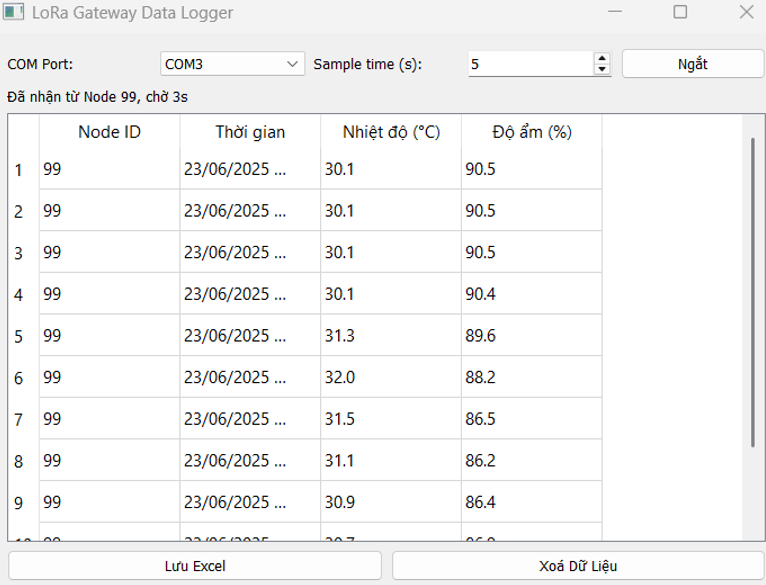 LoRa Gateway Data Logger
COM Port: COM3 Sample time (s): 5 Ngắt
Đã nhận từ Node 99, chờ 3s
Node ID Thời gian Nhiệt độ (°C) Độ ẩm (%)
1 99 23/06/2025 ... 30.1 90.5
2 99 23/06/2025 ... 30.1 90.5
3 99 23/06/2025 ... 30.1 90.5
4 99 23/06/2025 ... 30.1 90.4
5 99 23/06/2025 ... 31.3 89.6
6 99 23/06/2025 ... 32.0 88.2
7 99 23/06/2025 ... 31.5 86.5
8 99 23/06/2025 ... 31.1 86.2
9 99 23/06/2025 ... 30.9 86.4
Lưu Excel Xoá Dữ Liệu